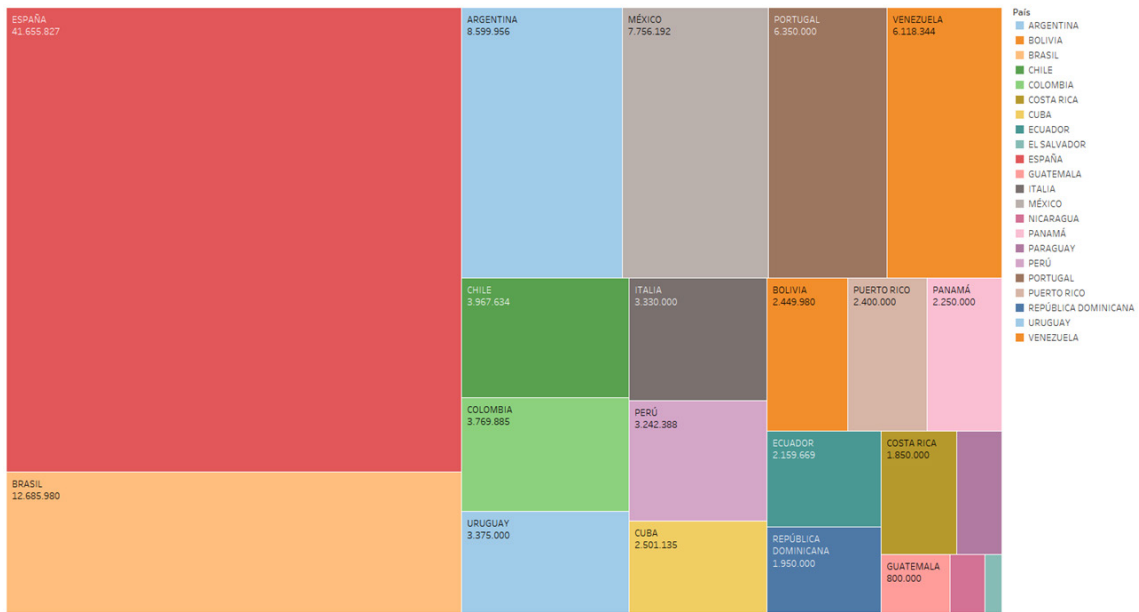 ESPAÑA
41.655.827
BRASIL
12.685.980
ARGENTINA
8.599.956
MÉXICO
7.756.192
PORTUGAL
6.350.000
VENEZUELA
6.118.344
CHILE
3.967.634
COLOMBIA
3.769.885
URUGUAY
3.375.000
ITALIA
3.330.000
PERÚ
3.242.388
CUBA
2.501.135
BOLIVIA
2.449.980
PUERTO RICO
2.400.000
PANAMÁ
2.250.000
ECUADOR
2.159.669
REPÚBLICA
DOMINICANA
1.950.000
COSTA RICA
1.850.000
GUATEMALA
800.000
País
ARGENTINA
BOLIVIA
BRASIL
CHILE
COLOMBIA
COSTA RICA
CUBA
ECUADOR
EL SALVADOR
ESPAÑA
GUATEMALA
ITALIA
MÉXICO
NICARAGUA
PANAMÁ
PARAGUAY
PERÚ
PORTUGAL
PUERTO RICO
REPÚBLICA DOMINICANA
URUGUAY
VENEZUELA